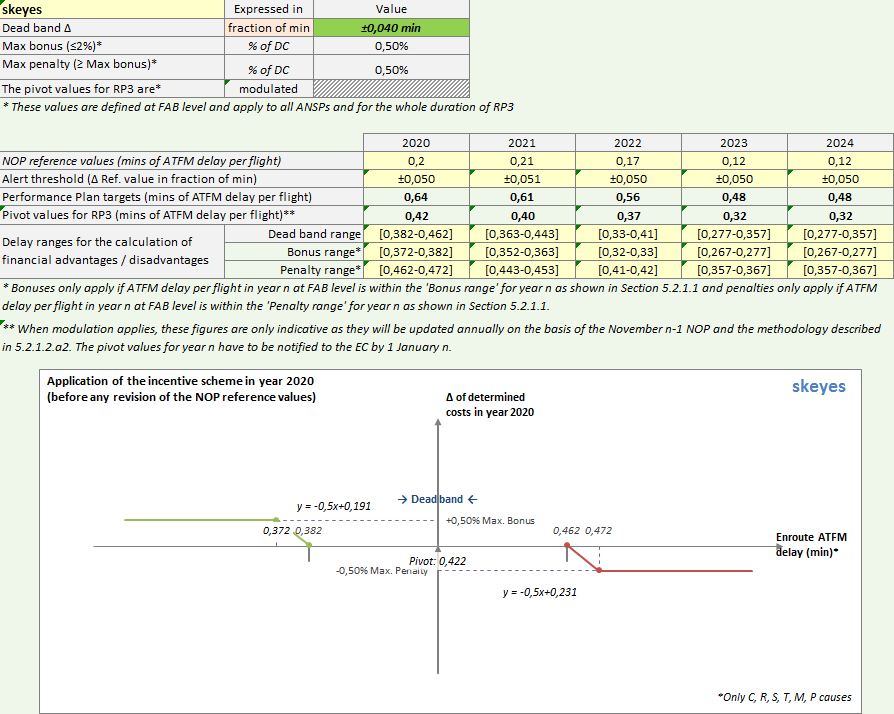 skeyes Expressed in Value
Dead band Δ fraction of min ±0,040 min
Max bonus (≤2%)* % of DC 0,50%
Max penalty (≥ Max bonus)* % of DC 0,50%
The pivot values for RP3 are* modulated
* These values are defined at FAB level and apply to all ANSPs and for the whole duration of RP3
2020 2021 2022 2023 2024
NOP reference values (mins of ATFM delay per flight) 0,2 0,21 0,17 0,12 0,12
Alert threshold (Δ Ref. value in fraction of min) ±0,050 ±0,051 ±0,050 ±0,050 ±0,050
Performance Plan targets (mins of ATFM delay per flight) 0,64 0,61 0,56 0,48 0,48
Pivot values for RP3 (mins of ATFM delay per flight)** 0,42 0,40 0,37 0,32 0,32
Delay ranges for the calculation of
financial advantages / disadvantages
Dead band range [0,382-0,462] [0,363-0,443] [0,33-0,41] [0,277-0,357] [0,277-0,357]
Bonus range* [0,372-0,382] [0,352-0,363] [0,32-0,33] [0,267-0,277] [0,267-0,277]
Penalty range* [0,462-0,472] [0,443-0,453] [0,41-0,42] [0,357-0,367] [0,357-0,367]
* Bonuses only apply if ATFM delay per flight in year n at FAB level is within the 'Bonus range' for year n as shown in Section 5.2.1.1 and penalties only apply if ATFM
delay per flight in year n at FAB level is within the 'Penalty range' for year n as shown in Section 5.2.1.1.
** When modulation applies, these figures are only indicative as they will be updated annually on the basis of the November n-1 NOP and the methodology described
in 5.2.1.2.a2. The pivot values for year n have to be notified to the EC by 1 January n.
Application of the incentive scheme in year 2020
(before any revision of the NOP reference values)
skeyes
Δ of determined
costs in year 2020
→ Dead band ←
y = -0,5x+0,191
+0,50% Max. Bonus
0,372 0,382
0,462 0,472
Enroute ATFM
delay (min)*
Pivot: 0,422
-0,50% Max. Penalty
y = -0,5x+0,231
*Only C, R, S, T, M, P causes